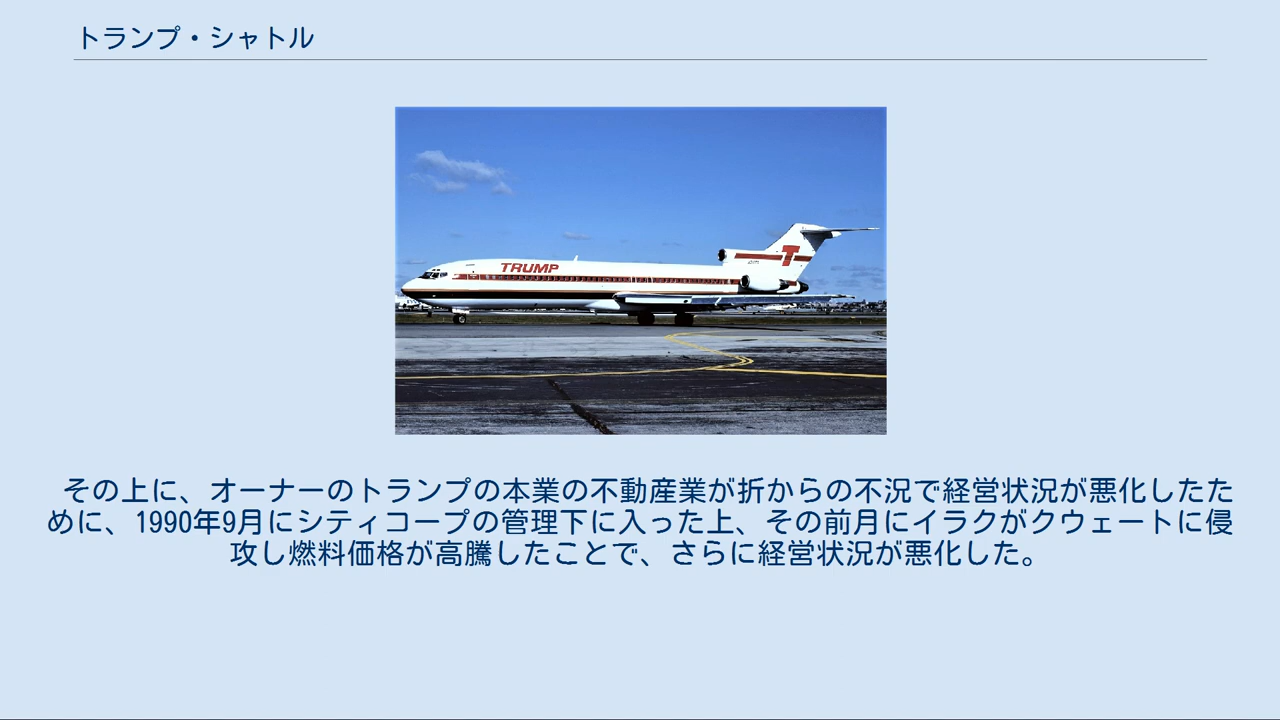 トランプ・シャトル
TRUMP
T
その上に、オーナーのトランプの本業の不動産業が折からの不況で経営状況が悪化したた
めに、1990年9月にシティコープの管理下に入った上、その前月にイラクがクウェートに侵
攻し燃料価格が高騰したことで、さらに経営状況が悪化した。